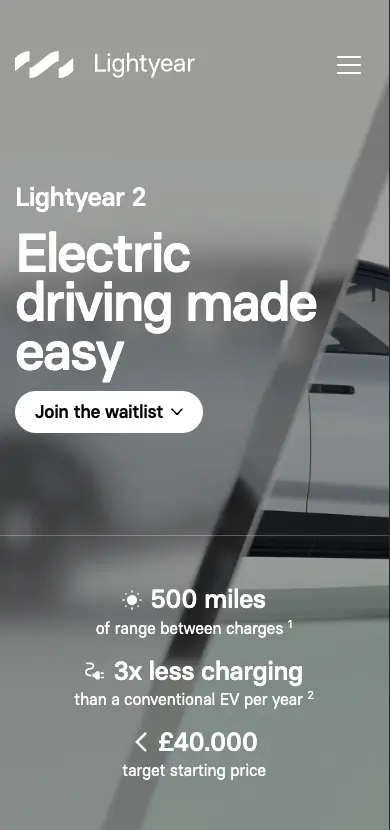 Lightyear
Lightyear 2
Electric
driving made
easy
Join the waitlist
500 miles
of range between charges ¹
3x less charging
than a conventional EV per year ²
< £40.000
target starting price